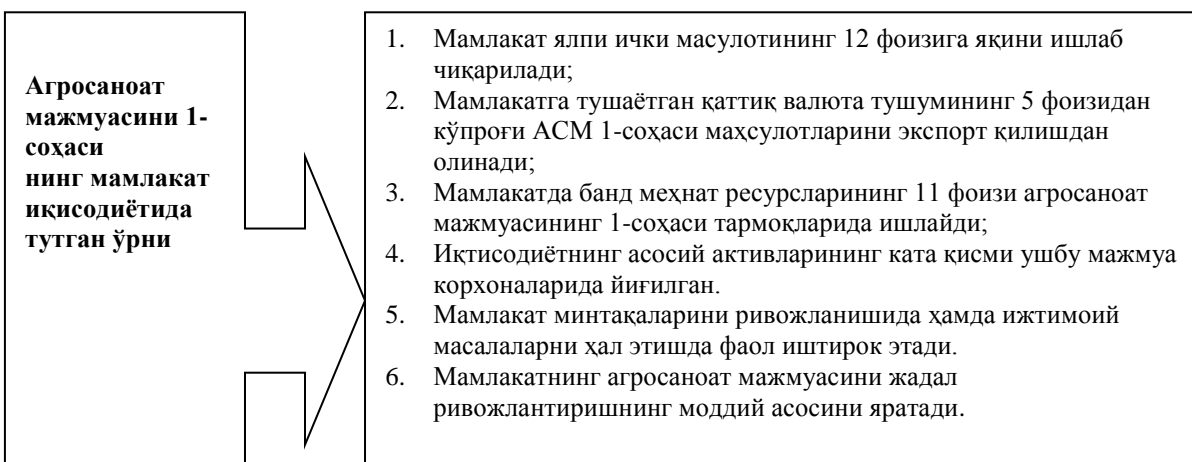 Агросаноат
мажмуасини 1-
соҳаси
нинг мамлакат
иқисодиётида
тутган ўрни
1. Мамлакат ялпи ички масулотининг 12 фоизига яқини ишлаб
чиқарилади;
2. Мамлакатга тушаётган қаттиқ валюта тушумининг 5 фоизидан
кўпроғи АСМ 1-соҳаси маҳсулотларини экспорт қилишдан
олинади;
3. Мамлакатда банд меҳнат ресурсларининг 11 фоизи агросаноат
мажмуасининг 1-соҳаси тармоқларида ишлайди;
4. Иқтисодиётнинг асосий активларининг ката қисми ушбу мажмуа
корхоналарида йиғилган.
5. Мамлакат минтақаларини ривожланишида ҳамда ижтимоий
масалаларни ҳал этишда фаол иштирок этади.
6. Мамлакатнинг агросаноат мажмуасини жадал
ривожлантиришнинг моддий асосини яратади.